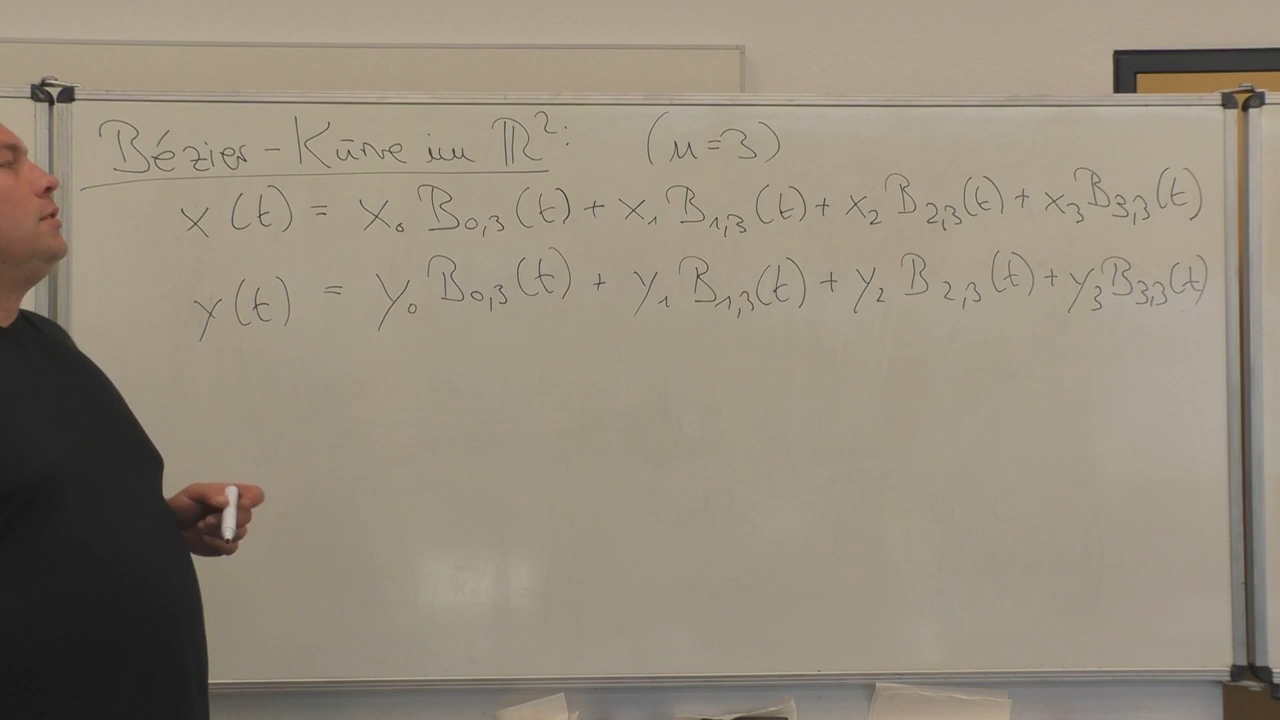 Bézier-Kurve im ℝ²: (n=3)
x(t) = x₀ B₀,₃(t) + x₁ B₁,₃(t) + x₂ B₂,₃(t) + x₃ B₃,₃(t)
y(t) = y₀ B₀,₃(t) + y₁ B₁,₃(t) + y₂ B₂,₃(t) + y₃ B₃,₃(t)